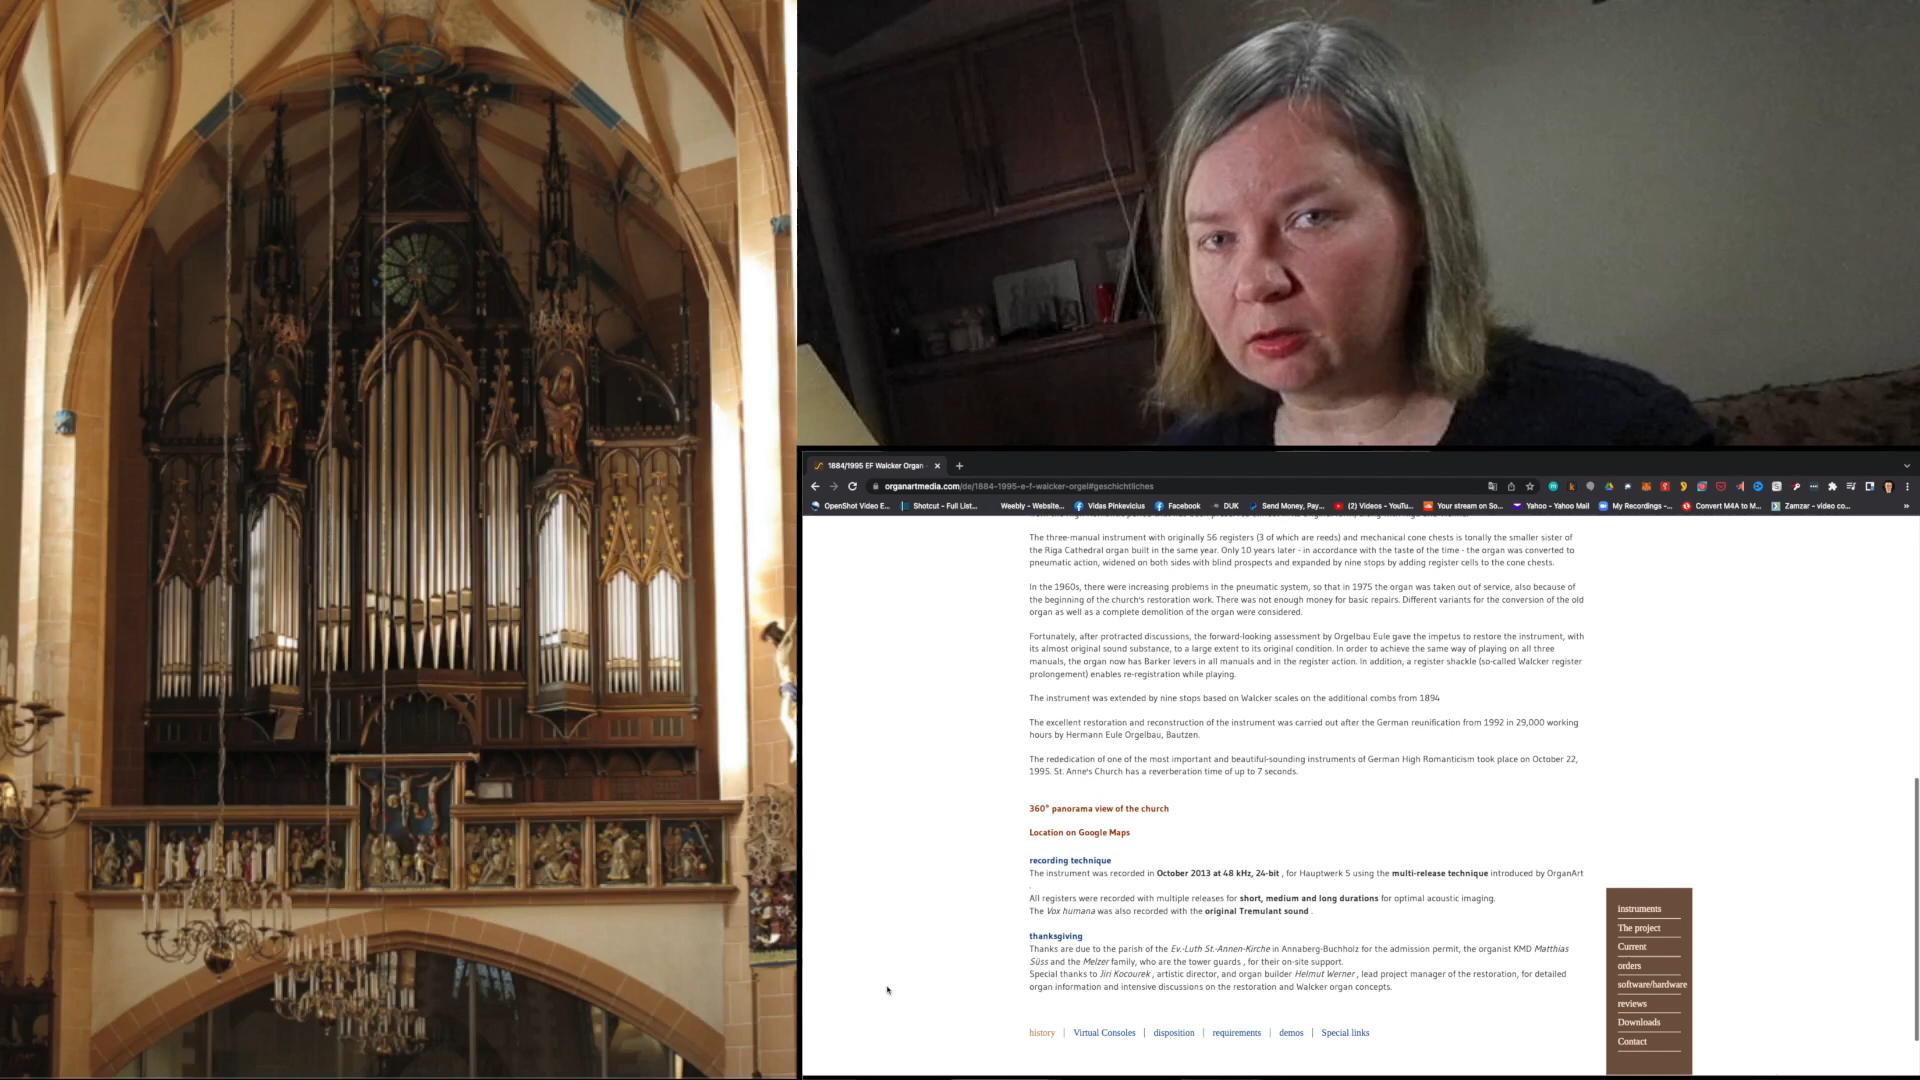 1884/1995 EF Walcker Organ
organartmedia.com/de/1884-1995-e-f-walcker-orgel#geschichtliches
OpenShot Video E... Shotcut - Full List... Weebly - Website... Vidas Pinkevicius Facebook DUK Send Money, Pay... (2) Videos - YouTu... Your stream on So... Yahoo - Yahoo Mail My Recordings -... Convert M4A to M... Zamzar - video co... »
The three-manual instrument with originally 56 registers (3 of which are reeds) and mechanical cone chests is tonally the smaller sister of
the Riga Cathedral organ built in the same year. Only 10 years later - in accordance with the taste of the time - the organ was converted to
pneumatic action, widened on both sides with blind prospects and expanded by nine stops by adding register cells to the cone chests.
In the 1960s, there were increasing problems in the pneumatic system, so that in 1975 the organ was taken out of service, also because of
the beginning of the church's restoration work. There was not enough money for basic repairs. Different variants for the conversion of the old
organ as well as a complete demolition of the organ were considered.
Fortunately, after protracted discussions, the forward-looking assessment by Orgelbau Eule gave the impetus to restore the instrument, with
its almost original sound substance, to a large extent to its original condition. In order to achieve the same way of playing on all three
manuals, the organ now has Barker levers in all manuals and in the register action. In addition, a register shackle (so-called Walcker register
prolongement) enables re-registration while playing.
The instrument was extended by nine stops based on Walcker scales on the additional combs from 1894
The excellent restoration and reconstruction of the instrument was carried out after the German reunification from 1992 in 29,000 working
hours by Hermann Eule Orgelbau, Bautzen.
The rededication of one of the most important and beautiful-sounding instruments of German High Romanticism took place on October 22,
1995. St. Anne's Church has a reverberation time of up to 7 seconds.
360° panorama view of the church
Location on Google Maps
recording technique
The instrument was recorded in October 2013 at 48 kHz, 24-bit , for Hauptwerk 5 using the multi-release technique introduced by OrganArt
.
All registers were recorded with multiple releases for short, medium and long durations for optimal acoustic imaging.
The Vox humana was also recorded with the original Tremulant sound .
thanksgiving
Thanks are due to the parish of the Ev.-Luth St.-Annen-Kirche in Annaberg-Buchholz for the admission permit, the organist KMD Matthias
Süss and the Melzer family, who are the tower guards , for their on-site support.
Special thanks to Jiri Kocourek , artistic director, and organ builder Helmut Werner , lead project manager of the restoration, for detailed
organ information and intensive discussions on the restoration and Walcker organ concepts.
history | Virtual Consoles | disposition | requirements | demos | Special links
instruments
The project
Current
orders
software/hardware
reviews
Downloads
Contact